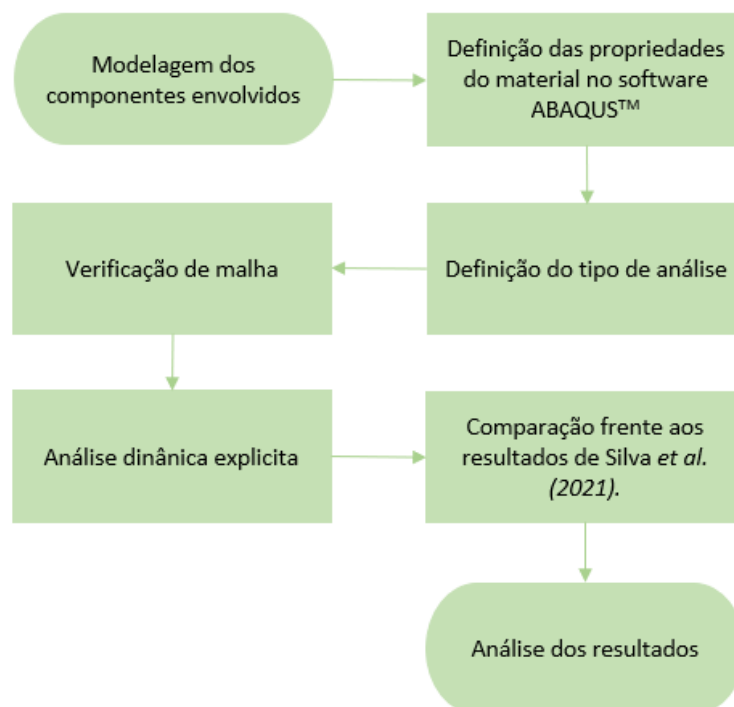 Modelagem dos
componentes envolvidos
Definição das propriedades
do material no software
ABAQUS™
Definição do tipo de análise
Verificação de malha
Análise dinânica explicita
Comparação frente aos
resultados de Silva et al.
(2021).
Análise dos resultados